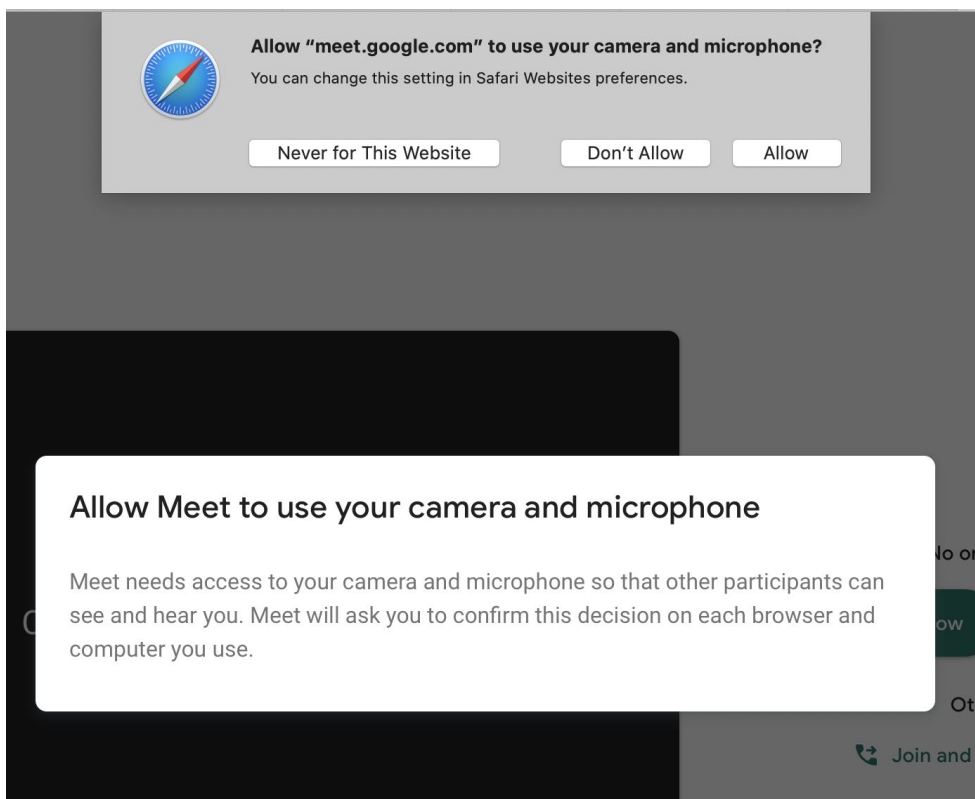 Allow “meet.google.com” to use your camera and microphone?
You can change this setting in Safari Websites preferences.
Never for This Website Don’t Allow Allow
Allow Meet to use your camera and microphone
Meet needs access to your camera and microphone so that other participants can
see and hear you. Meet will ask you to confirm this decision on each browser and
computer you use.
Join and